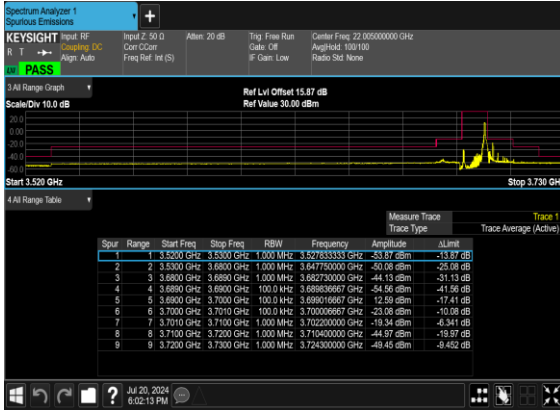 Spectrum Analyzer 1
Spurious Emissions
+
KEYSIGHT Input: RF Input Z: 50 Ω Atten: 20 dB Trig: Free Run Center Freq: 22.005000000 GHz
R T Coupling: DC Corr CCorr Gate: Off Avg|Hold: 100/100
Align: Auto Freq Ref: Int (S) IF Gain: Low Radio Std: None
PASS
3 All Range Graph
Ref Lvl Offset 15.87 dB
Scale/Div 10.0 dB Ref Value 30.00 dBm
20.0
0.00
-20.0
-40.0
-60.0
Start 3.520 GHz Stop 3.730 GH
4 All Range Table
Measure Trace Trace 1
Trace Type Trace Average (Active)
Spur Range Start Freq Stop Freq RBW Frequency Amplitude ΔLimit
1 1 3.5200 GHz 3.5300 GHz 1.000 MHz 3.527833333 GHz -53.87 dBm -13.87 dB
2 2 3.5300 GHz 3.6800 GHz 1.000 MHz 3.647750000 GHz -50.08 dBm -25.08 dB
3 3 3.6800 GHz 3.6890 GHz 1.000 MHz 3.682730000 GHz -44.13 dBm -31.13 dB
4 4 3.6890 GHz 3.6900 GHz 100.0 kHz 3.689836667 GHz -54.56 dBm -41.56 dB
5 5 3.6900 GHz 3.7000 GHz 100.0 kHz 3.699016667 GHz 12.59 dBm -17.41 dB
6 6 3.7000 GHz 3.7010 GHz 100.0 kHz 3.700006667 GHz -23.08 dBm -10.08 dB
7 7 3.7010 GHz 3.7100 GHz 1.000 MHz 3.702200000 GHz -19.34 dBm -6.341 dB
8 8 3.7100 GHz 3.7200 GHz 1.000 MHz 3.710400000 GHz -44.97 dBm -19.97 dB
9 9 3.7200 GHz 3.7300 GHz 1.000 MHz 3.724300000 GHz -49.45 dBm -9.452 dB
? Jul 20, 2024
6:02:13 PM